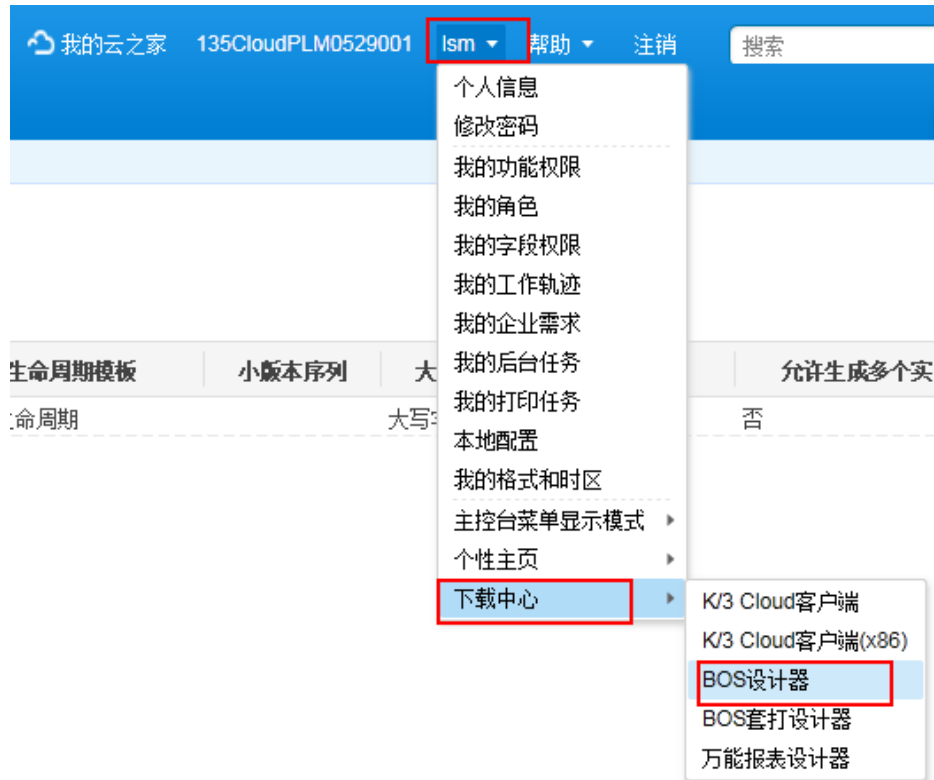 我的云之家 135CloudPLM0529001 lsm 帮助 注销 搜索
个人信息
修改密码
我的功能权限
我的角色
我的字段权限
我的工作轨迹
我的企业需求
我的后台任务
我的打印任务
本地配置
我的格式和时区
主控台菜单显示模式
个性主页
下载中心
K/3 Cloud客户端
K/3 Cloud客户端(x86)
BOS设计器
BOS套打设计器
万能报表设计器
生命周期模板 小版本序列 大 允许生成多个实
命周期 大写 否